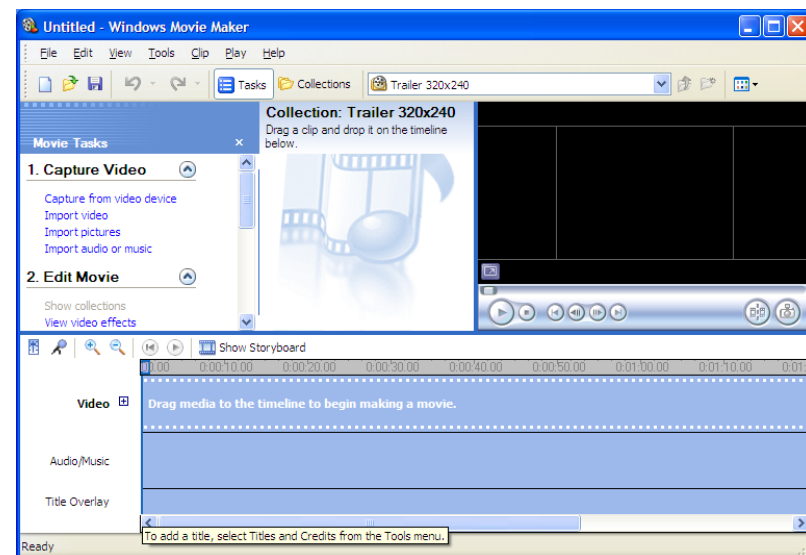 Untitled - Windows Movie Maker
File Edit View Tools Clip Play Help
Tasks Collections Trailer 320x240
Movie Tasks
Collection: Trailer 320x240
Drag a clip and drop it on the timeline
below.
1. Capture Video
Capture from video device
Import video
Import pictures
Import audio or music
2. Edit Movie
Show collections
View video effects
Show Storyboard
00.00 0:00:10.00 0:00:20.00 0:00:30.00 0:00:40.00 0:00:50.00 0:01:00.00 0:01:10.00 0:01:
Video Drag media to the timeline to begin making a movie.
Audio/Music
Title Overlay
To add a title, select Titles and Credits from the Tools menu.
Ready